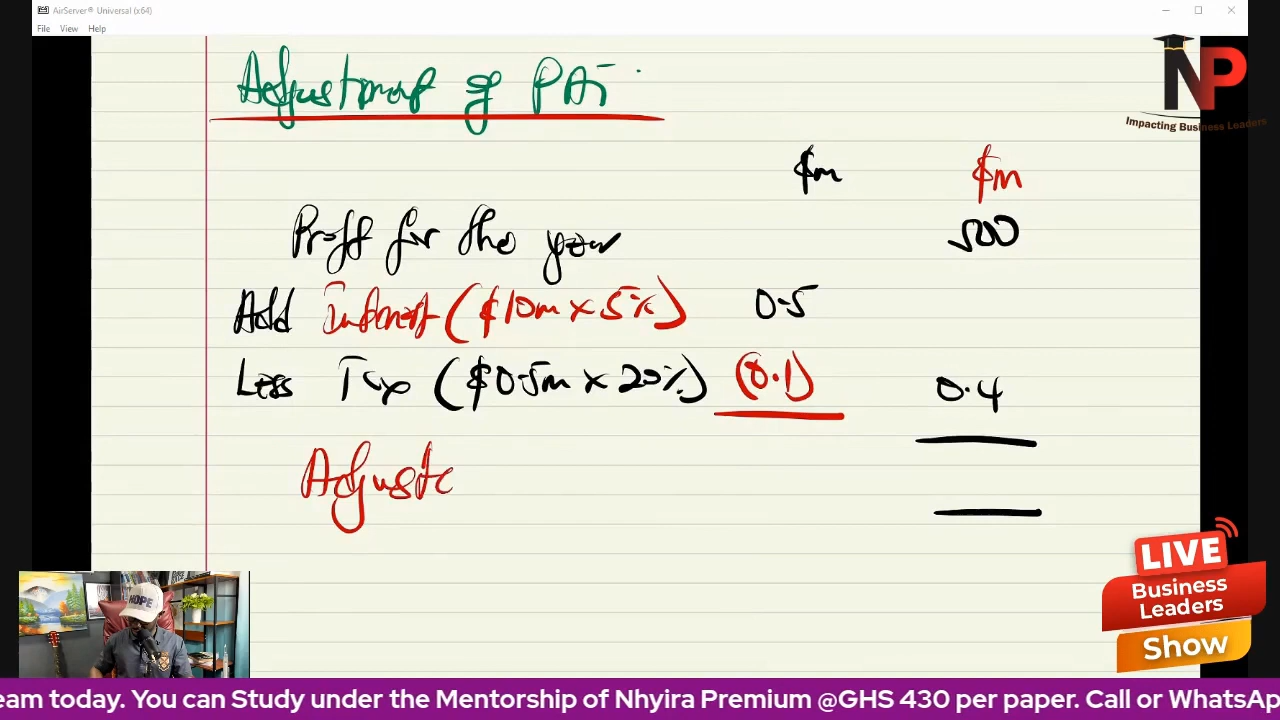 AirServer® Universal (x64)
File View Help
NP
Impacting Business Leaders
Adjustment of PAT
$m $m
Profit for the year 500
Add Interest ($10m x 5%) 0.5
Less Tax ($0.5m x 20%) (0.1) 0.4
Adjuste
HOPE
LIVE
Business
Leaders
Show
eam today. You can Study under the Mentorship of Nhyira Premium @GHS 430 per paper. Call or WhatsAp